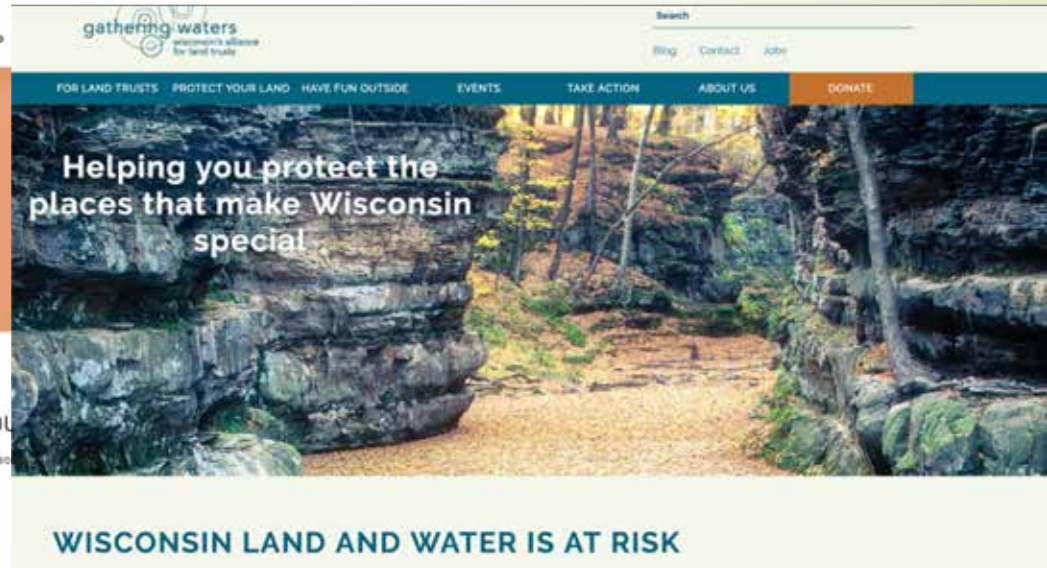 gathering waters
wisconsin's alliance
for land trusts
Search
Blog Contact Jobs
FOR LAND TRUSTS PROTECT YOUR LAND HAVE FUN OUTSIDE EVENTS TAKE ACTION ABOUT US DONATE
Helping you protect the
places that make Wisconsin
special
WISCONSIN LAND AND WATER IS AT RISK